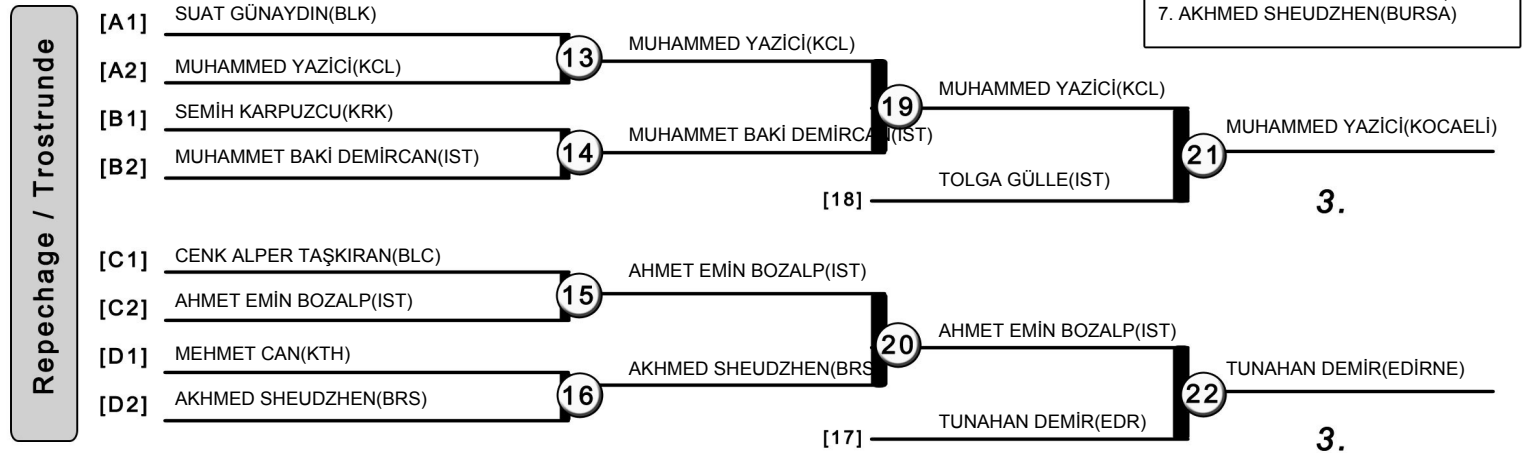 7. AKHMED SHEUDZHEN(BURSA)
Repechage / Trostrunde
[A1] SUAT GÜNAYDIN(BLK)
[A2] MUHAMMED YAZİCİ(KCL)
13 MUHAMMED YAZİCİ(KCL)
[B1] SEMİH KARPUZCU(KRK)
[B2] MUHAMMET BAKİ DEMİRCAN(IST)
14 MUHAMMET BAKİ DEMİRCAN(IST)
19 MUHAMMED YAZİCİ(KCL)
[18] TOLGA GÜLLE(IST)
21 MUHAMMED YAZİCİ(KOCAELİ)
3.
[C1] CENK ALPER TAŞKIRAN(BLC)
[C2] AHMET EMİN BOZALP(IST)
15 AHMET EMİN BOZALP(IST)
[D1] MEHMET CAN(KTH)
[D2] AKHMED SHEUDZHEN(BRS)
16 AKHMED SHEUDZHEN(BRS
20 AHMET EMİN BOZALP(IST)
[17] TUNAHAN DEMİR(EDR)
22 TUNAHAN DEMİR(EDİRNE)
3.